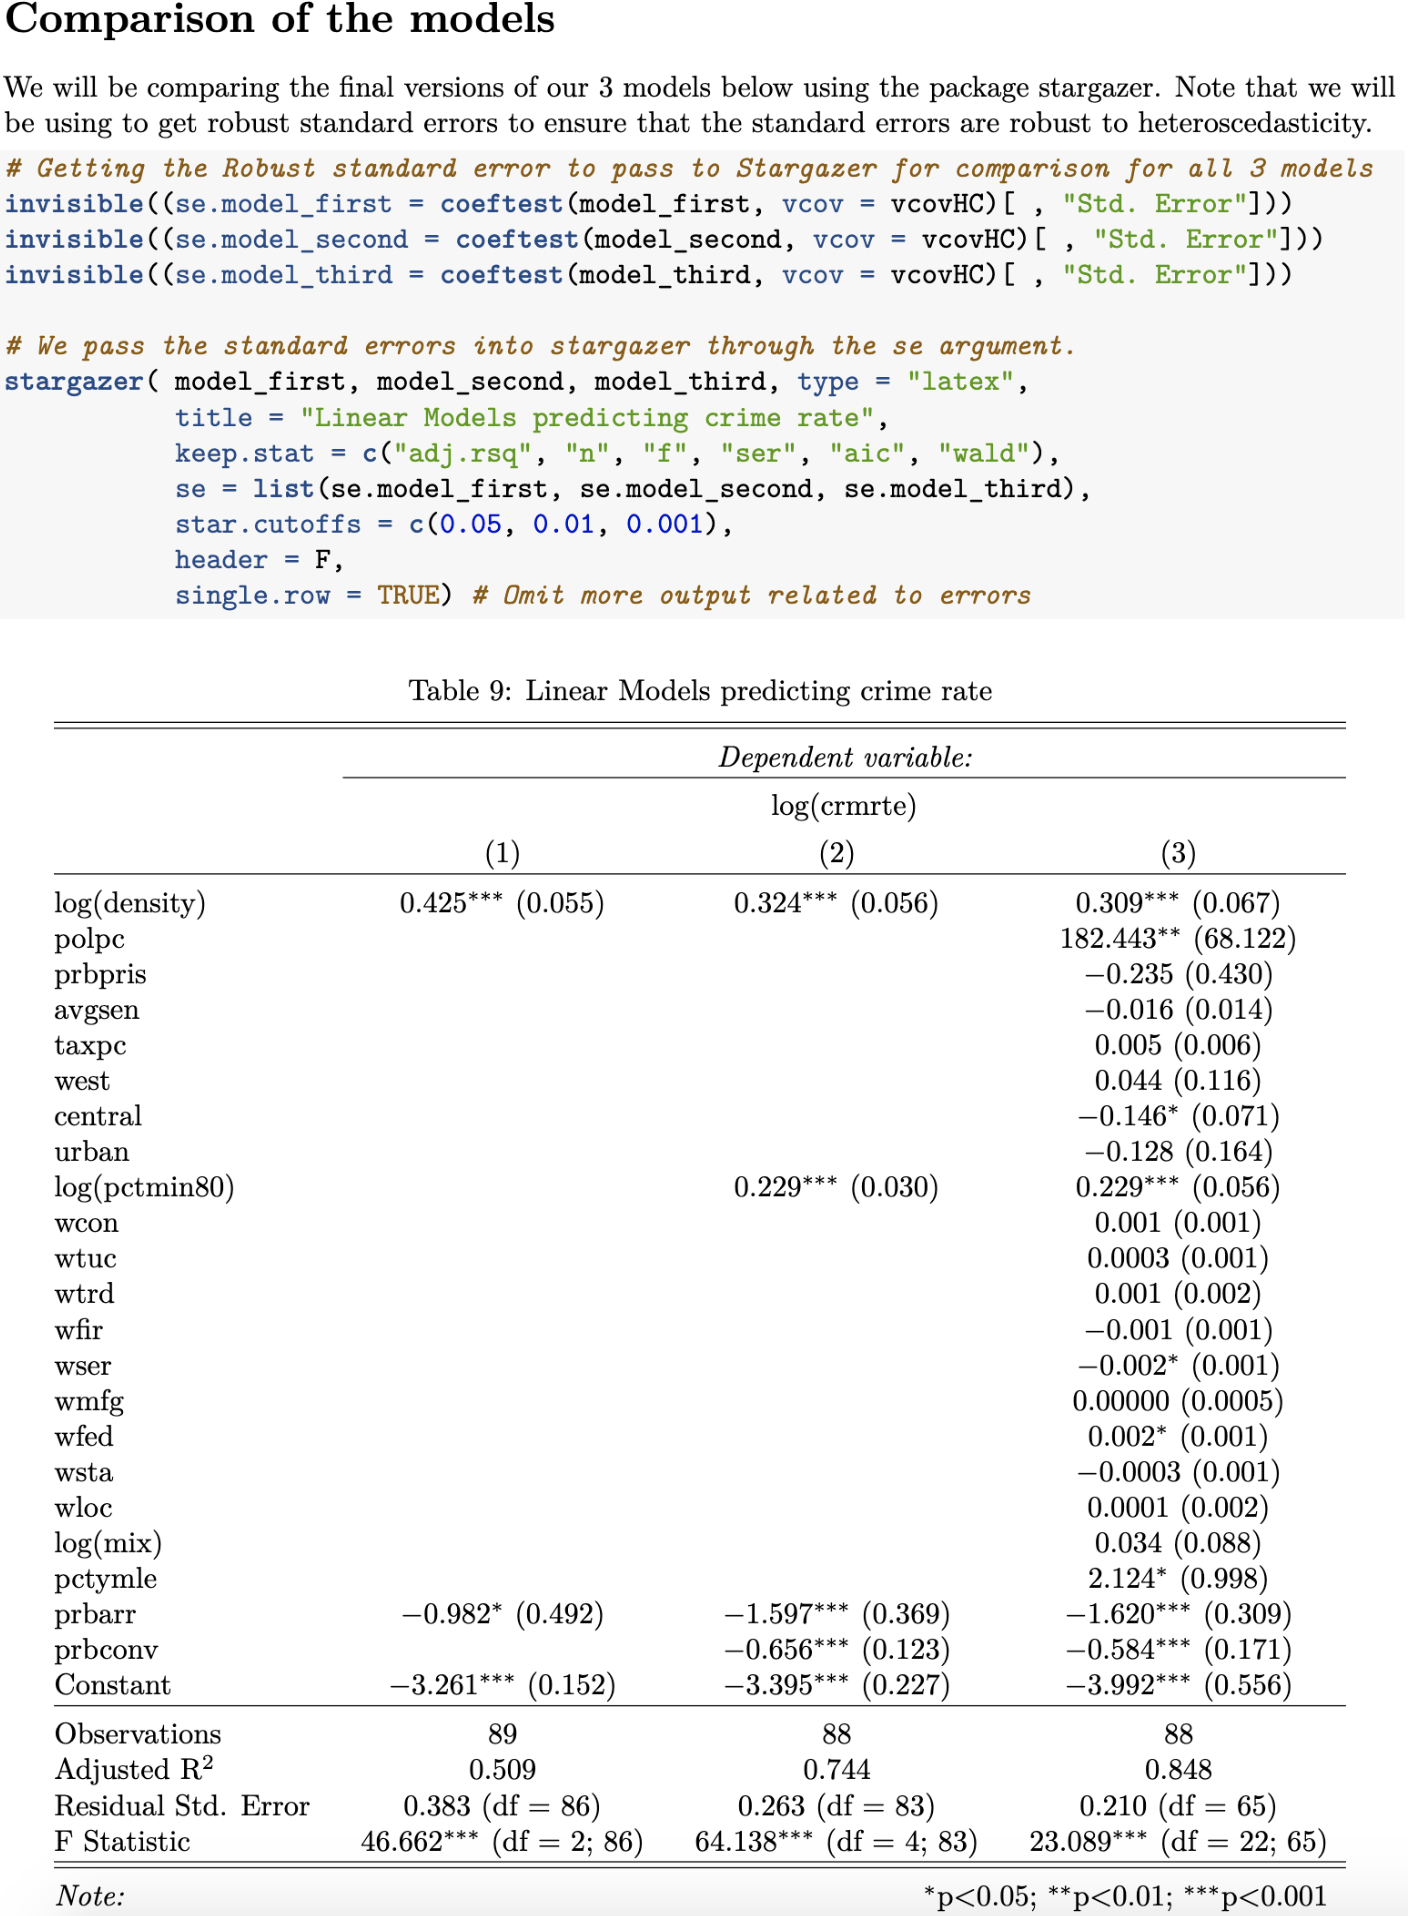 Comparison of the models
We will be comparing the final versions of our 3 models below using the package stargazer. Note that we will
be using to get robust standard errors to ensure that the standard errors are robust to heteroscedasticity.
# Getting the Robust standard error to pass to Stargazer for comparison for all 3 models
invisible((se.model_first = coeftest(model_first, vcov = vcovHC)[ , "Std. Error"]))
invisible((se.model_second = coeftest(model_second, vcov = vcovHC)[ , "Std. Error"]))
invisible((se.model_third = coeftest(model_third, vcov = vcovHC)[ , "Std. Error"]))
# We pass the standard errors into stargazer through the se argument.
stargazer( model_first, model_second, model_third, type = "latex",
title = "Linear Models predicting crime rate",
keep.stat = c("adj.rsq", "n", "f", "ser", "aic", "wald"),
se = list(se.model_first, se.model_second, se.model_third),
star.cutoffs = c(0.05, 0.01, 0.001),
header = F,
single.row = TRUE) # Omit more output related to errors
Table 9: Linear Models predicting crime rate
Dependent variable:
log(crmrte)
(1) (2) (3)
log(density) 0.425*** (0.055) 0.324*** (0.056) 0.309*** (0.067)
polpc 182.443** (68.122)
prbpris −0.235 (0.430)
avgsen −0.016 (0.014)
taxpc 0.005 (0.006)
west 0.044 (0.116)
central −0.146* (0.071)
urban −0.128 (0.164)
log(pctmin80) 0.229*** (0.030) 0.229*** (0.056)
wcon 0.001 (0.001)
wtuc 0.0003 (0.001)
wtrd 0.001 (0.002)
wfir −0.001 (0.001)
wser −0.002* (0.001)
wmfg 0.00000 (0.0005)
wfed 0.002* (0.001)
wsta −0.0003 (0.001)
wloc 0.0001 (0.002)
log(mix) 0.034 (0.088)
pctymle 2.124* (0.998)
prbarr −0.982* (0.492) −1.597*** (0.369) −1.620*** (0.309)
prbconv −0.656*** (0.123) −0.584*** (0.171)
Constant −3.261*** (0.152) −3.395*** (0.227) −3.992*** (0.556)
Observations 89 88 88
Adjusted R² 0.509 0.744 0.848
Residual Std. Error 0.383 (df = 86) 0.263 (df = 83) 0.210 (df = 65)
F Statistic 46.662*** (df = 2; 86) 64.138*** (df = 4; 83) 23.089*** (df = 22; 65)
Note: *p<0.05; **p<0.01; ***p<0.001